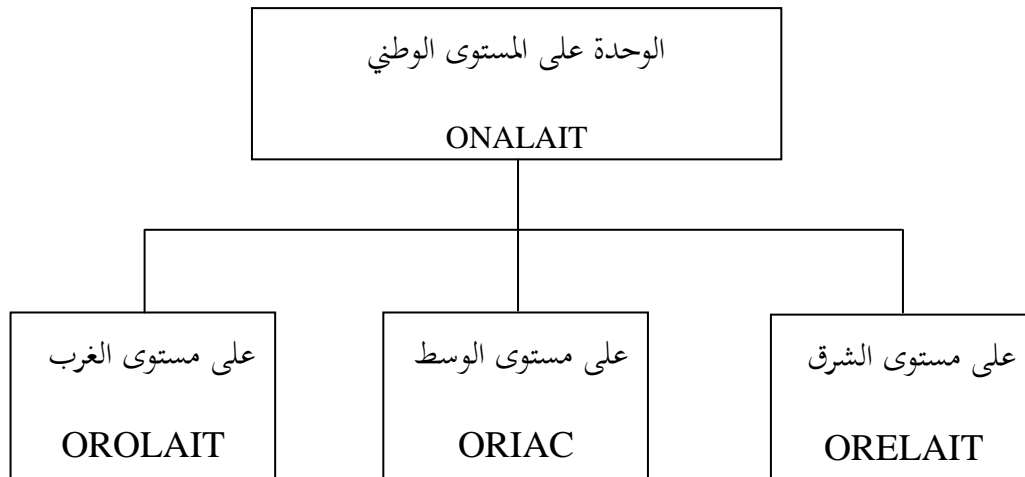 الوحدة على المستوى الوطني
ONALAIT
على مستوى الشرق
ORELAIT
على مستوى الوسط
ORIAC
على مستوى الغرب
OROLAIT